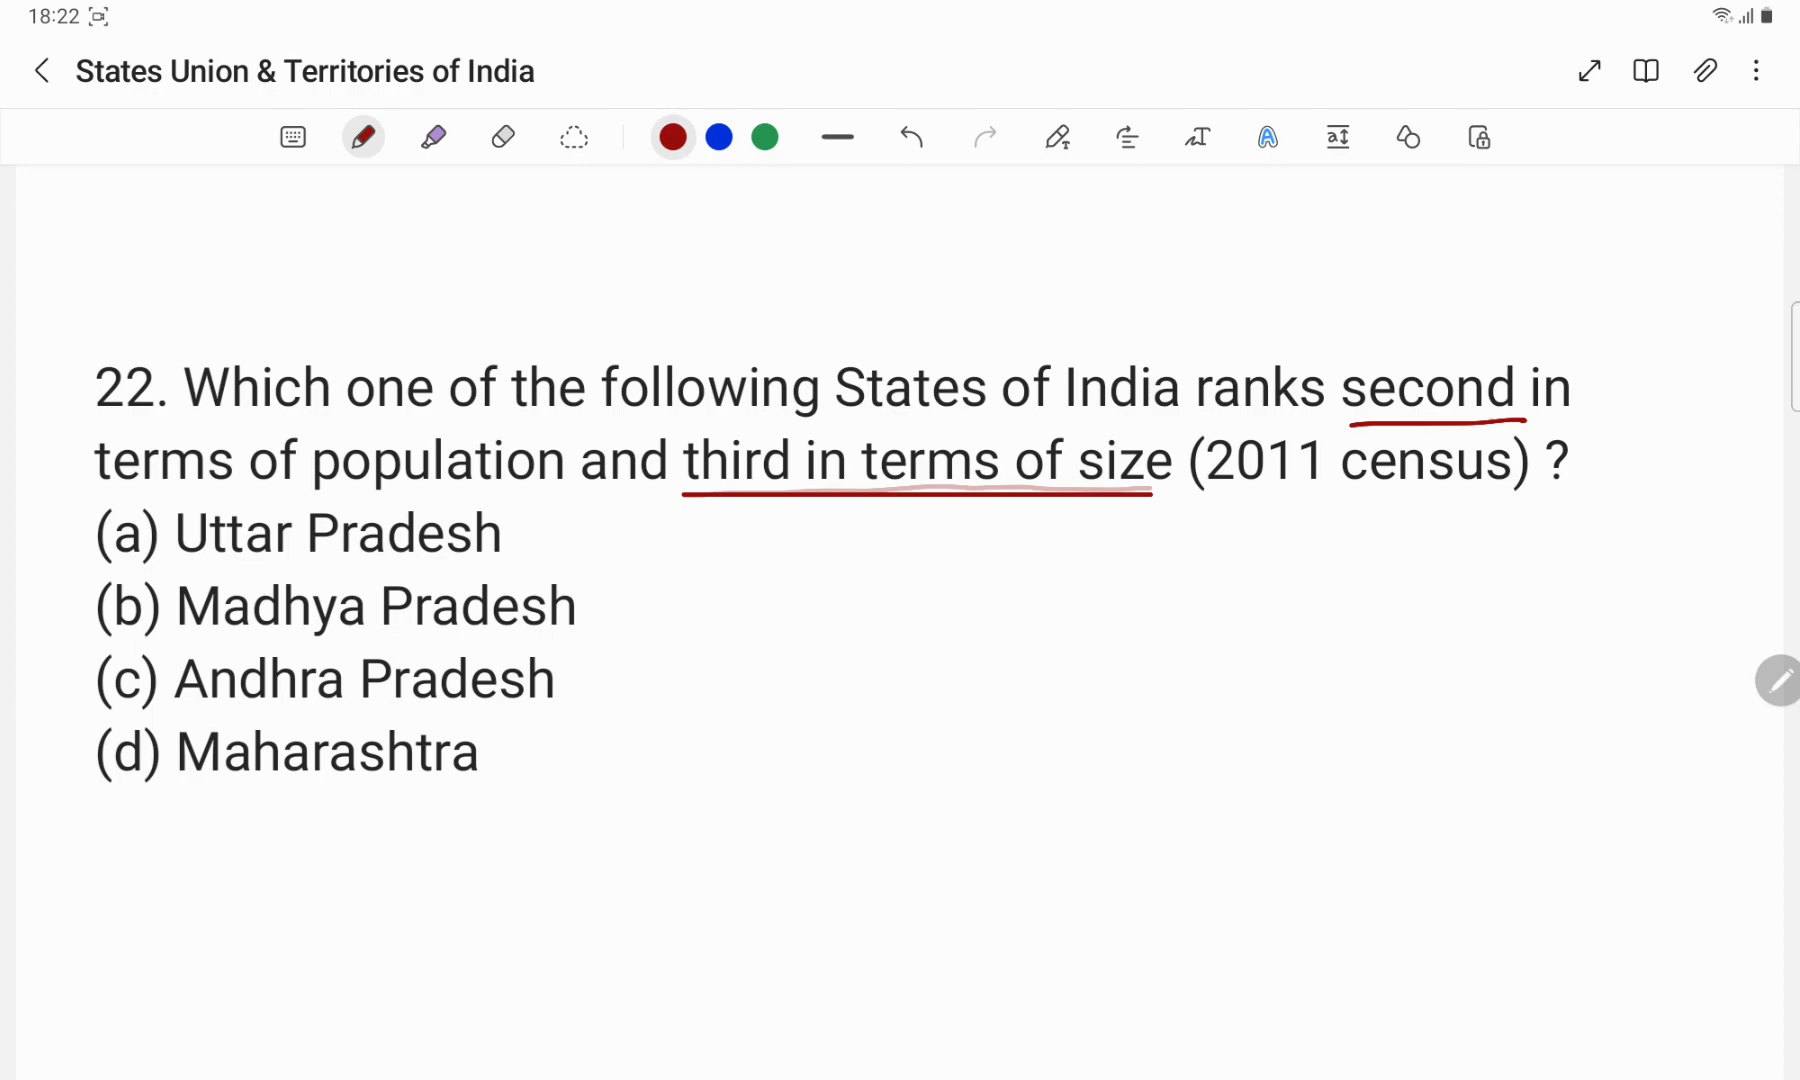 18:22
States Union & Territories of India
22. Which one of the following States of India ranks second in
terms of population and third in terms of size (2011 census) ?
(a) Uttar Pradesh
(b) Madhya Pradesh
(c) Andhra Pradesh
(d) Maharashtra